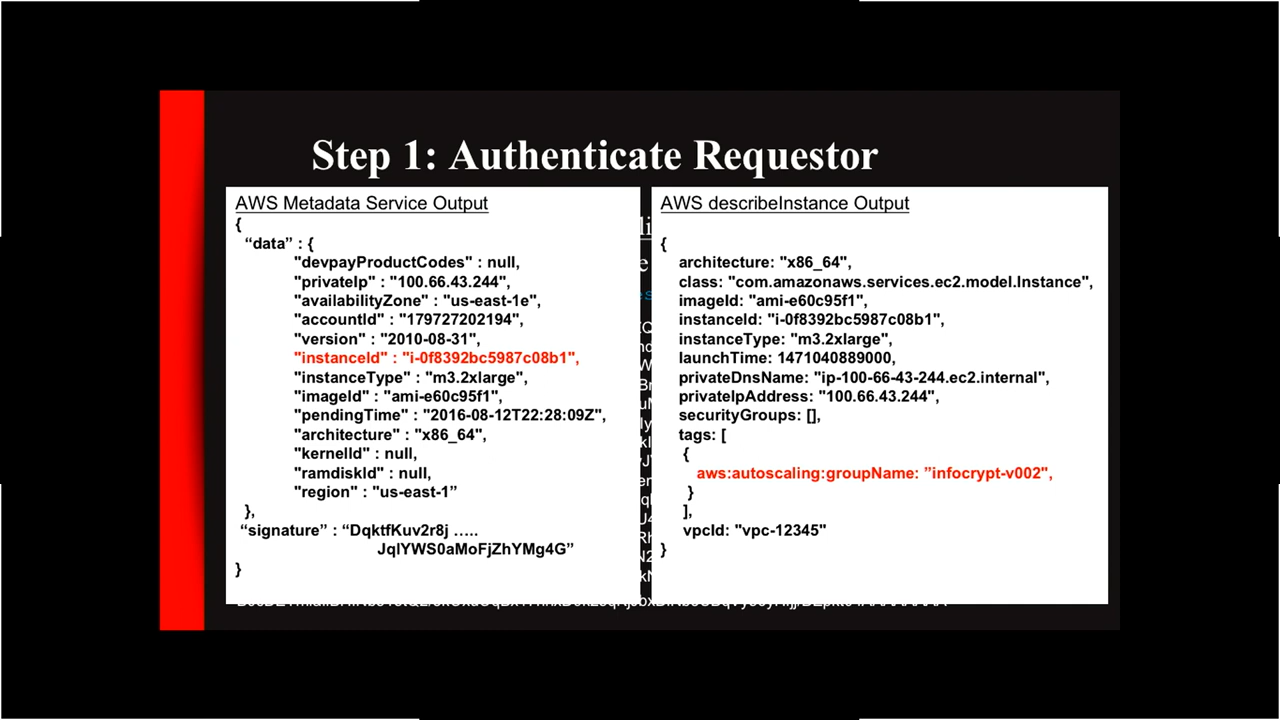 Step 1: Authenticate Requestor
AWS Metadata Service Output
{
“data” : {
"devpayProductCodes" : null,
"privateIp" : "100.66.43.244",
"availabilityZone" : "us-east-1e",
"accountId" : "179727202194",
"version" : "2010-08-31",
"instanceId" : "i-0f8392bc5987c08b1",
"instanceType" : "m3.2xlarge",
"imageId" : "ami-e60c95f1",
"pendingTime" : "2016-08-12T22:28:09Z",
"architecture" : "x86_64",
"kernelId" : null,
"ramdiskId" : null,
"region" : "us-east-1”
},
“signature” : “DqktfKuv2r8j …..
JqlYWS0aMoFjZhYMg4G”
}
AWS describeInstance Output
{
architecture: "x86_64",
class: "com.amazonaws.services.ec2.model.Instance",
imageId: "ami-e60c95f1",
instanceId: "i-0f8392bc5987c08b1",
instanceType: "m3.2xlarge",
launchTime: 1471040889000,
privateDnsName: "ip-100-66-43-244.ec2.internal",
privateIpAddress: "100.66.43.244",
securityGroups: [],
tags: [
{
aws:autoscaling:groupName: ”infocrypt-v002",
}
],
vpcId: "vpc-12345"
}